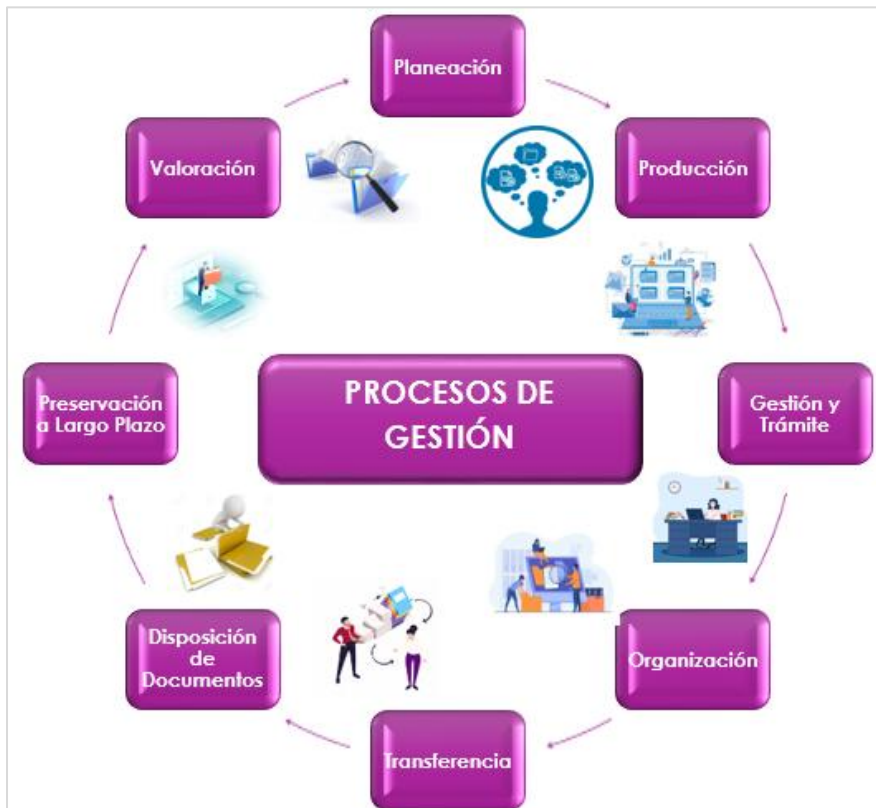 Planeación
Valoración
Producción
PROCESOS DE
GESTIÓN
Preservación
a Largo Plazo
Gestión y
Trámite
Disposición
de
Documentos
Organización
Transferencia